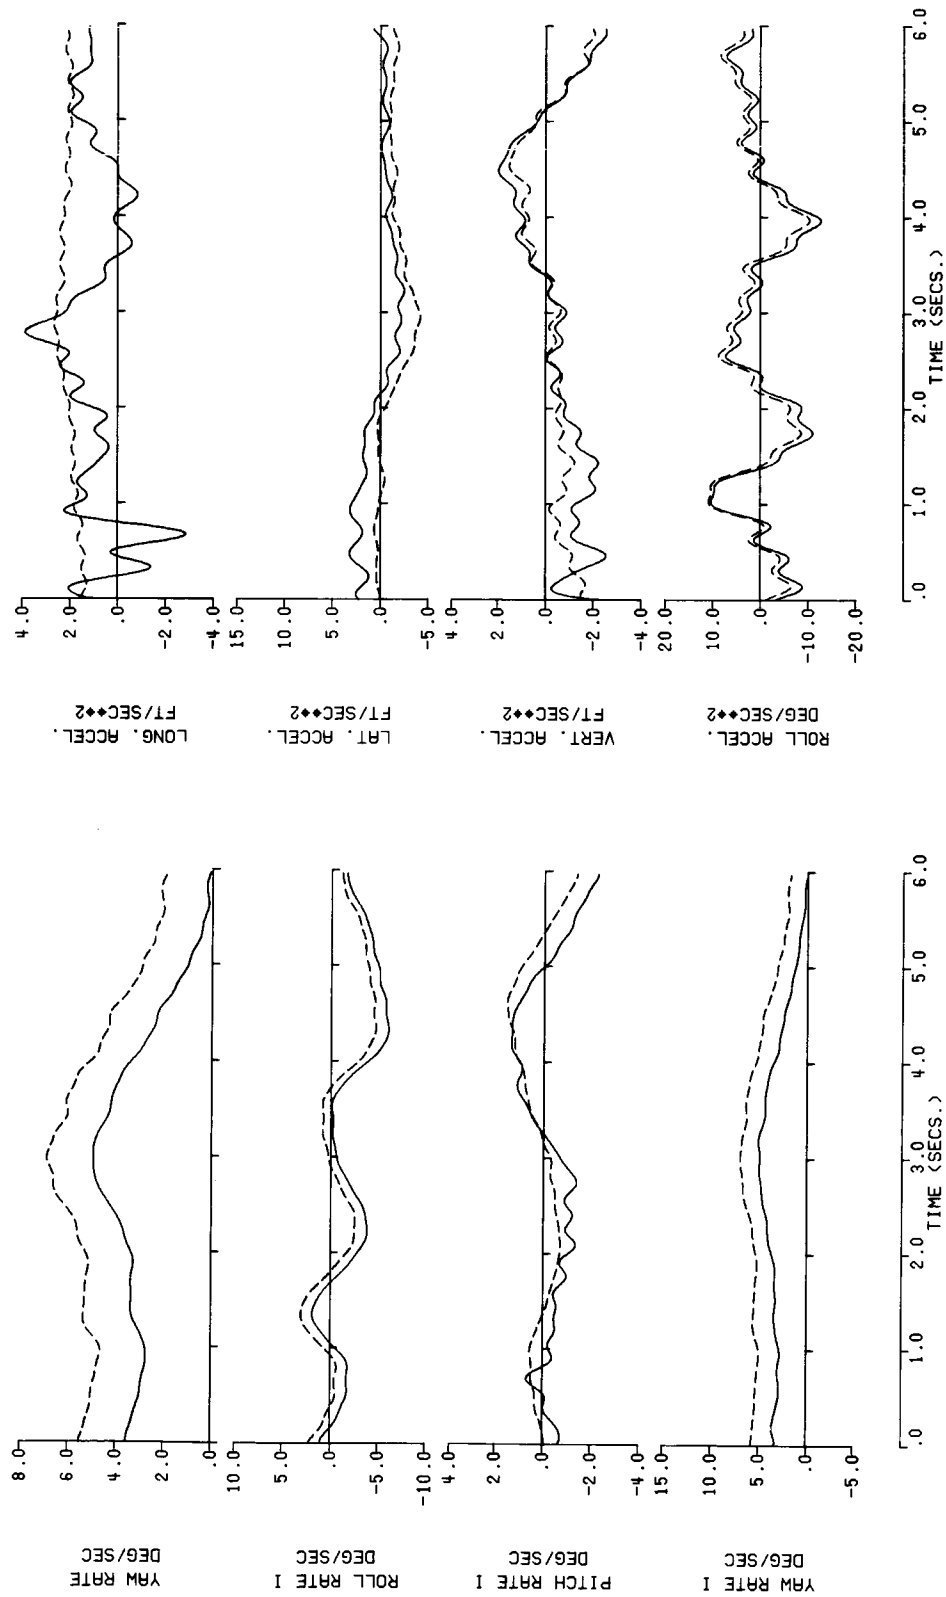 YAW RATE
DEG/SEC
8.0
6.0
4.0
2.0
.0
ROLL RATE I
DEG/SEC
10.0
5.0
.0
-5.0
-10.0
PITCH RATE I
DEG/SEC
4.0
2.0
.0
-2.0
-4.0
YAW RATE I
DEG/SEC
15.0
10.0
5.0
.0
-5.0
.0 1.0 2.0 3.0 4.0 5.0 6.0
TIME (SECS.)
LONG. ACCEL.
FT/SEC**2
4.0
2.0
.0
-2.0
-4.0
LAT. ACCEL.
FT/SEC**2
15.0
10.0
5.0
.0
-5.0
VERT. ACCEL.
FT/SEC**2
4.0
2.0
.0
-2.0
-4.0
ROLL ACCEL.
DEG/SEC**2
20.0
10.0
.0
-10.0
-20.0
.0 1.0 2.0 3.0 4.0 5.0 6.0
TIME (SECS.)